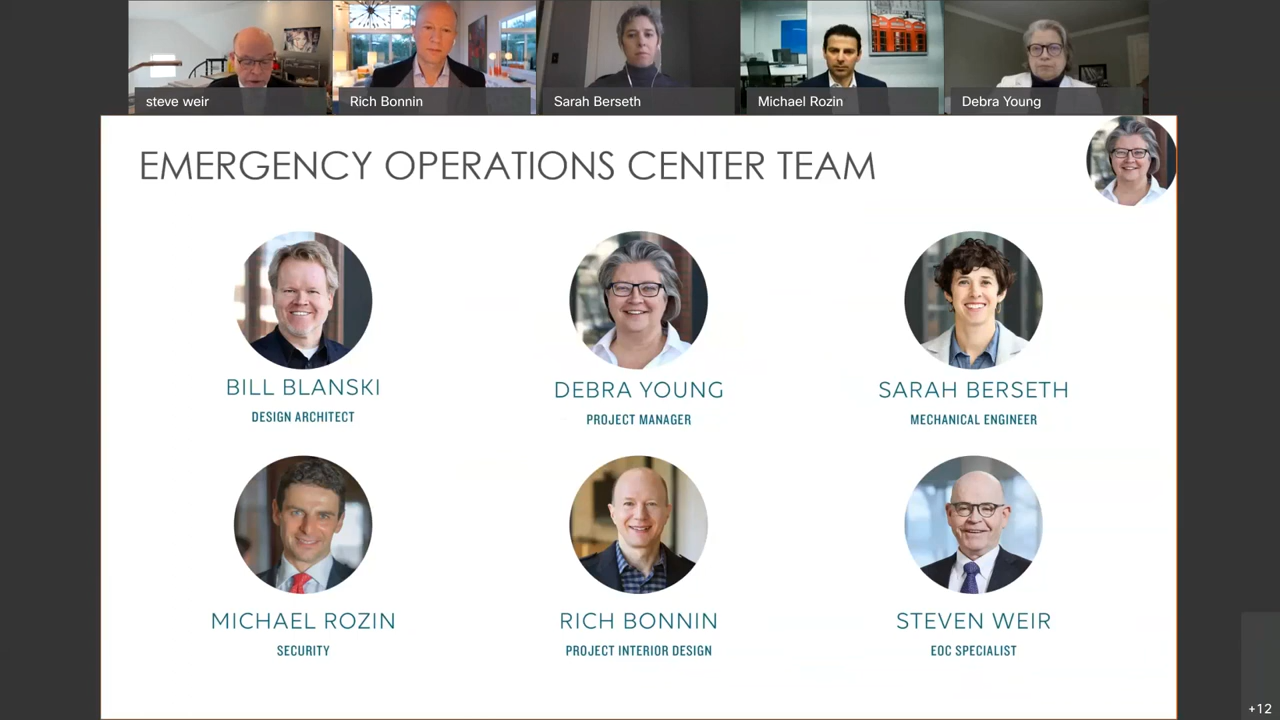 steve weir
Rich Bonnin
Sarah Berseth
Michael Rozin
Debra Young
EMERGENCY OPERATIONS CENTER TEAM
BILL BLANSKI
DESIGN ARCHITECT
DEBRA YOUNG
PROJECT MANAGER
SARAH BERSETH
MECHANICAL ENGINEER
MICHAEL ROZIN
SECURITY
RICH BONNIN
PROJECT INTERIOR DESIGN
STEVEN WEIR
EOC SPECIALIST
+12